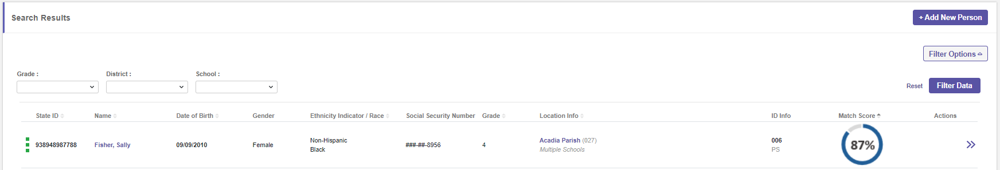 Search Results
+ Add New Person
Filter Options
Grade :
District :
School :
Reset
Filter Data
State ID
Name
Date of Birth
Gender
Ethnicity Indicator / Race
Social Security Number
Grade
Location Info
ID Info
Match Score
Actions
938948987788
Fisher, Sally
09/09/2010
Female
Non-Hispanic
Black
###-##-8956
4
Acadia Parish (027)
Multiple Schools
006
PS
87%